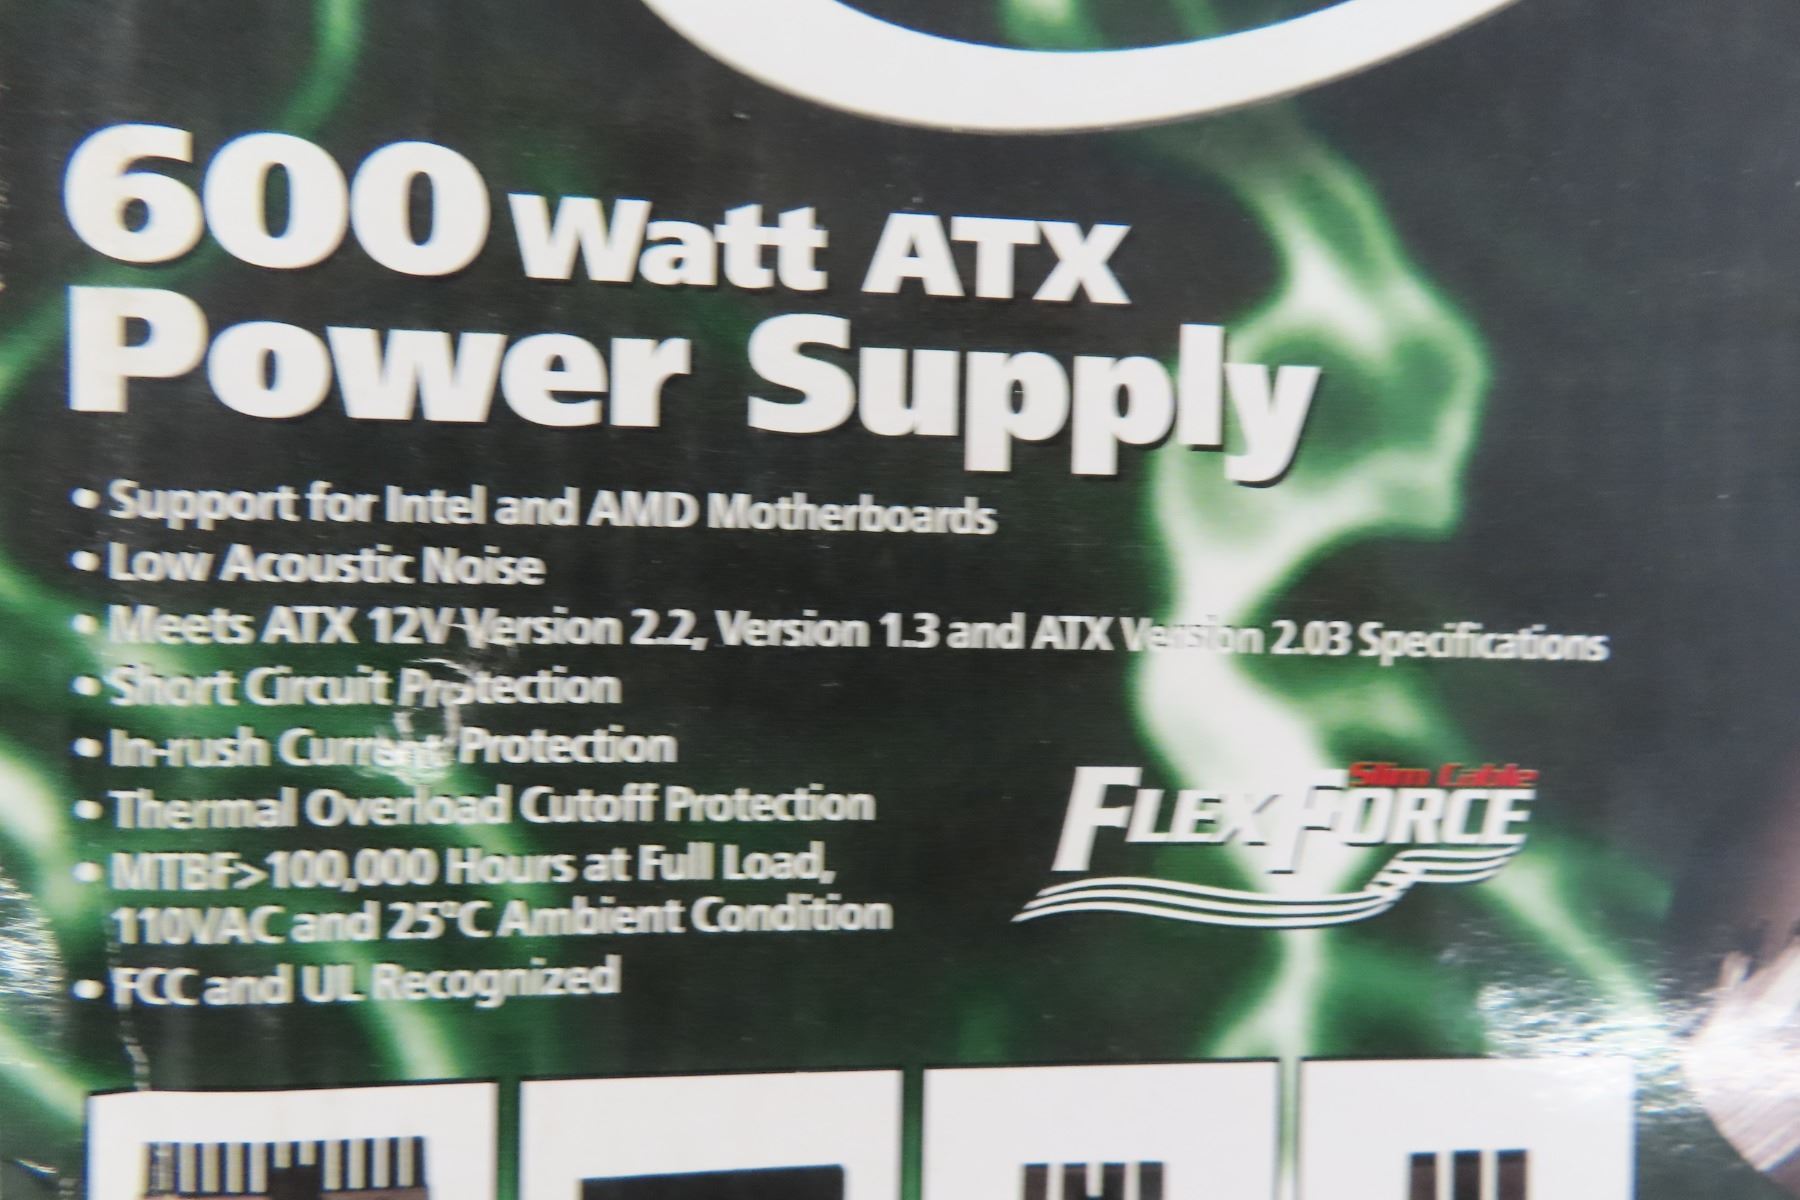 600 Watt ATX
Power Supply
• Support for Intel and AMD Motherboards
• Low Acoustic Noise
• Meets ATX 12V Version 2.2, Version 1.3 and ATX Version 2.03 Specifications
• Short Circuit Protection
• In-rush Current Protection
• Thermal Overload Cutoff Protection
• MTBF>100,000 Hours at Full Load,
110VAC and 25°C Ambient Condition
• FCC and UL Recognized
Slim Cable
FLEXFORCE